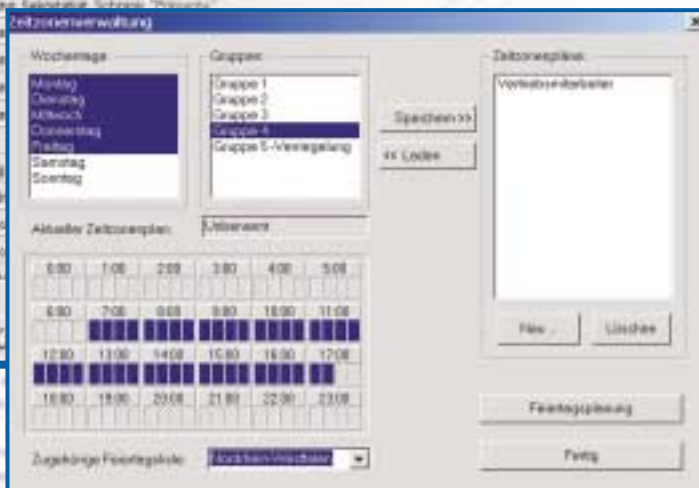 Zeitzonenverwaltung
Wochentage
Montag
Dienstag
Mittwoch
Donnerstag
Freitag
Samstag
Sonntag
Gruppen
Gruppe 1
Gruppe 2
Gruppe 3
Gruppe 4
Gruppe 5 -Verriegelung
Speichern >>
<< Laden
Zeitzonenpläne
Vertriebsmitarbeiter
Neu ..
Löschen
Aktueller Zeitzonenplan:
Unbenannt
0:00 1:00 2:00 3:00 4:00 5:00
6:00 7:00 8:00 9:00 10:00 11:00
12:00 13:00 14:00 15:00 16:00 17:00
18:00 19:00 20:00 21:00 22:00 23:00
Zugehörige Feiertagsliste:
Nordrhein-Westfalen
Feiertagsplanung
Fertig